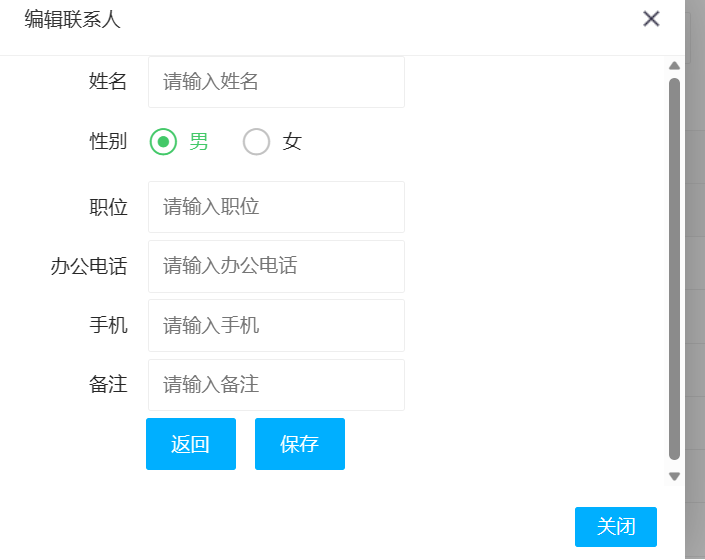 编辑联系人
姓名 请输入姓名
性别 男 女
职位 请输入职位
办公电话 请输入办公电话
手机 请输入手机
备注 请输入备注
返回 保存
关闭